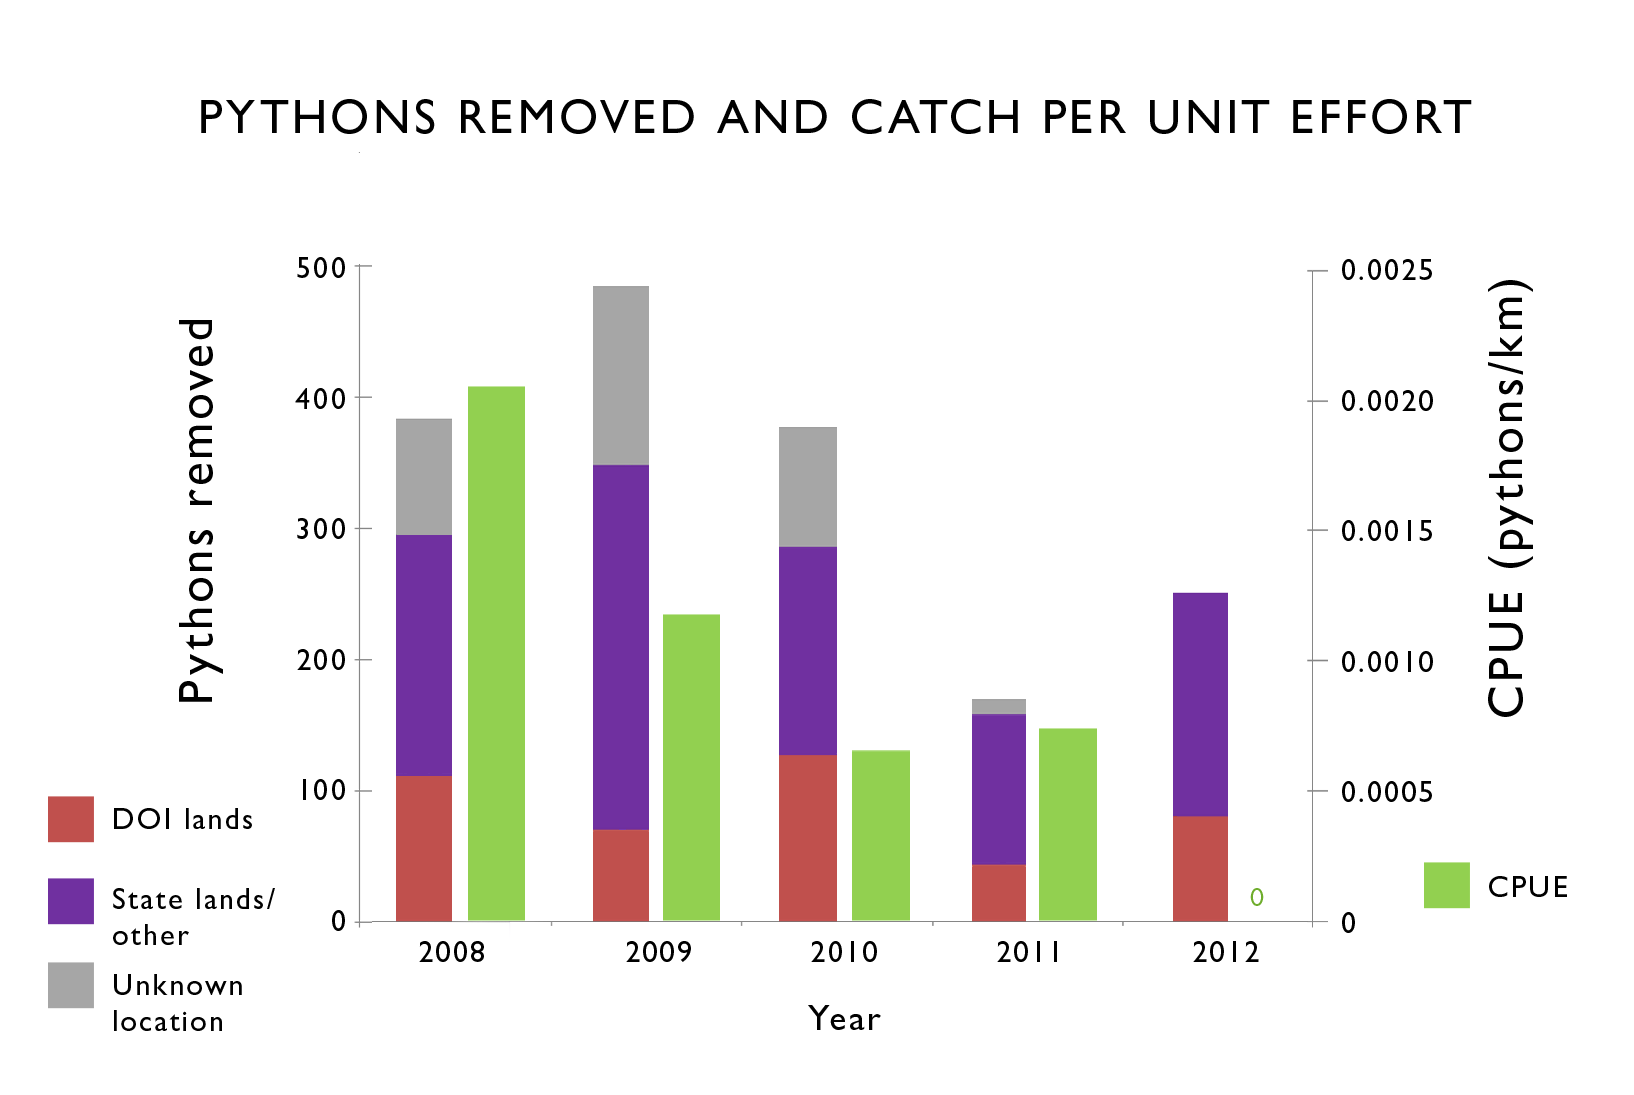 PYTHONS REMOVED AND CATCH PER UNIT EFFORT
Pythons removed
500
400
300
200
100
0
0.0025
0.0020
0.0015
0.0010
0.0005
0
CPUE (pythons/km)
0
2008 2009 2010 2011 2012
Year
DOI lands
State lands/
other
Unknown
location
CPUE